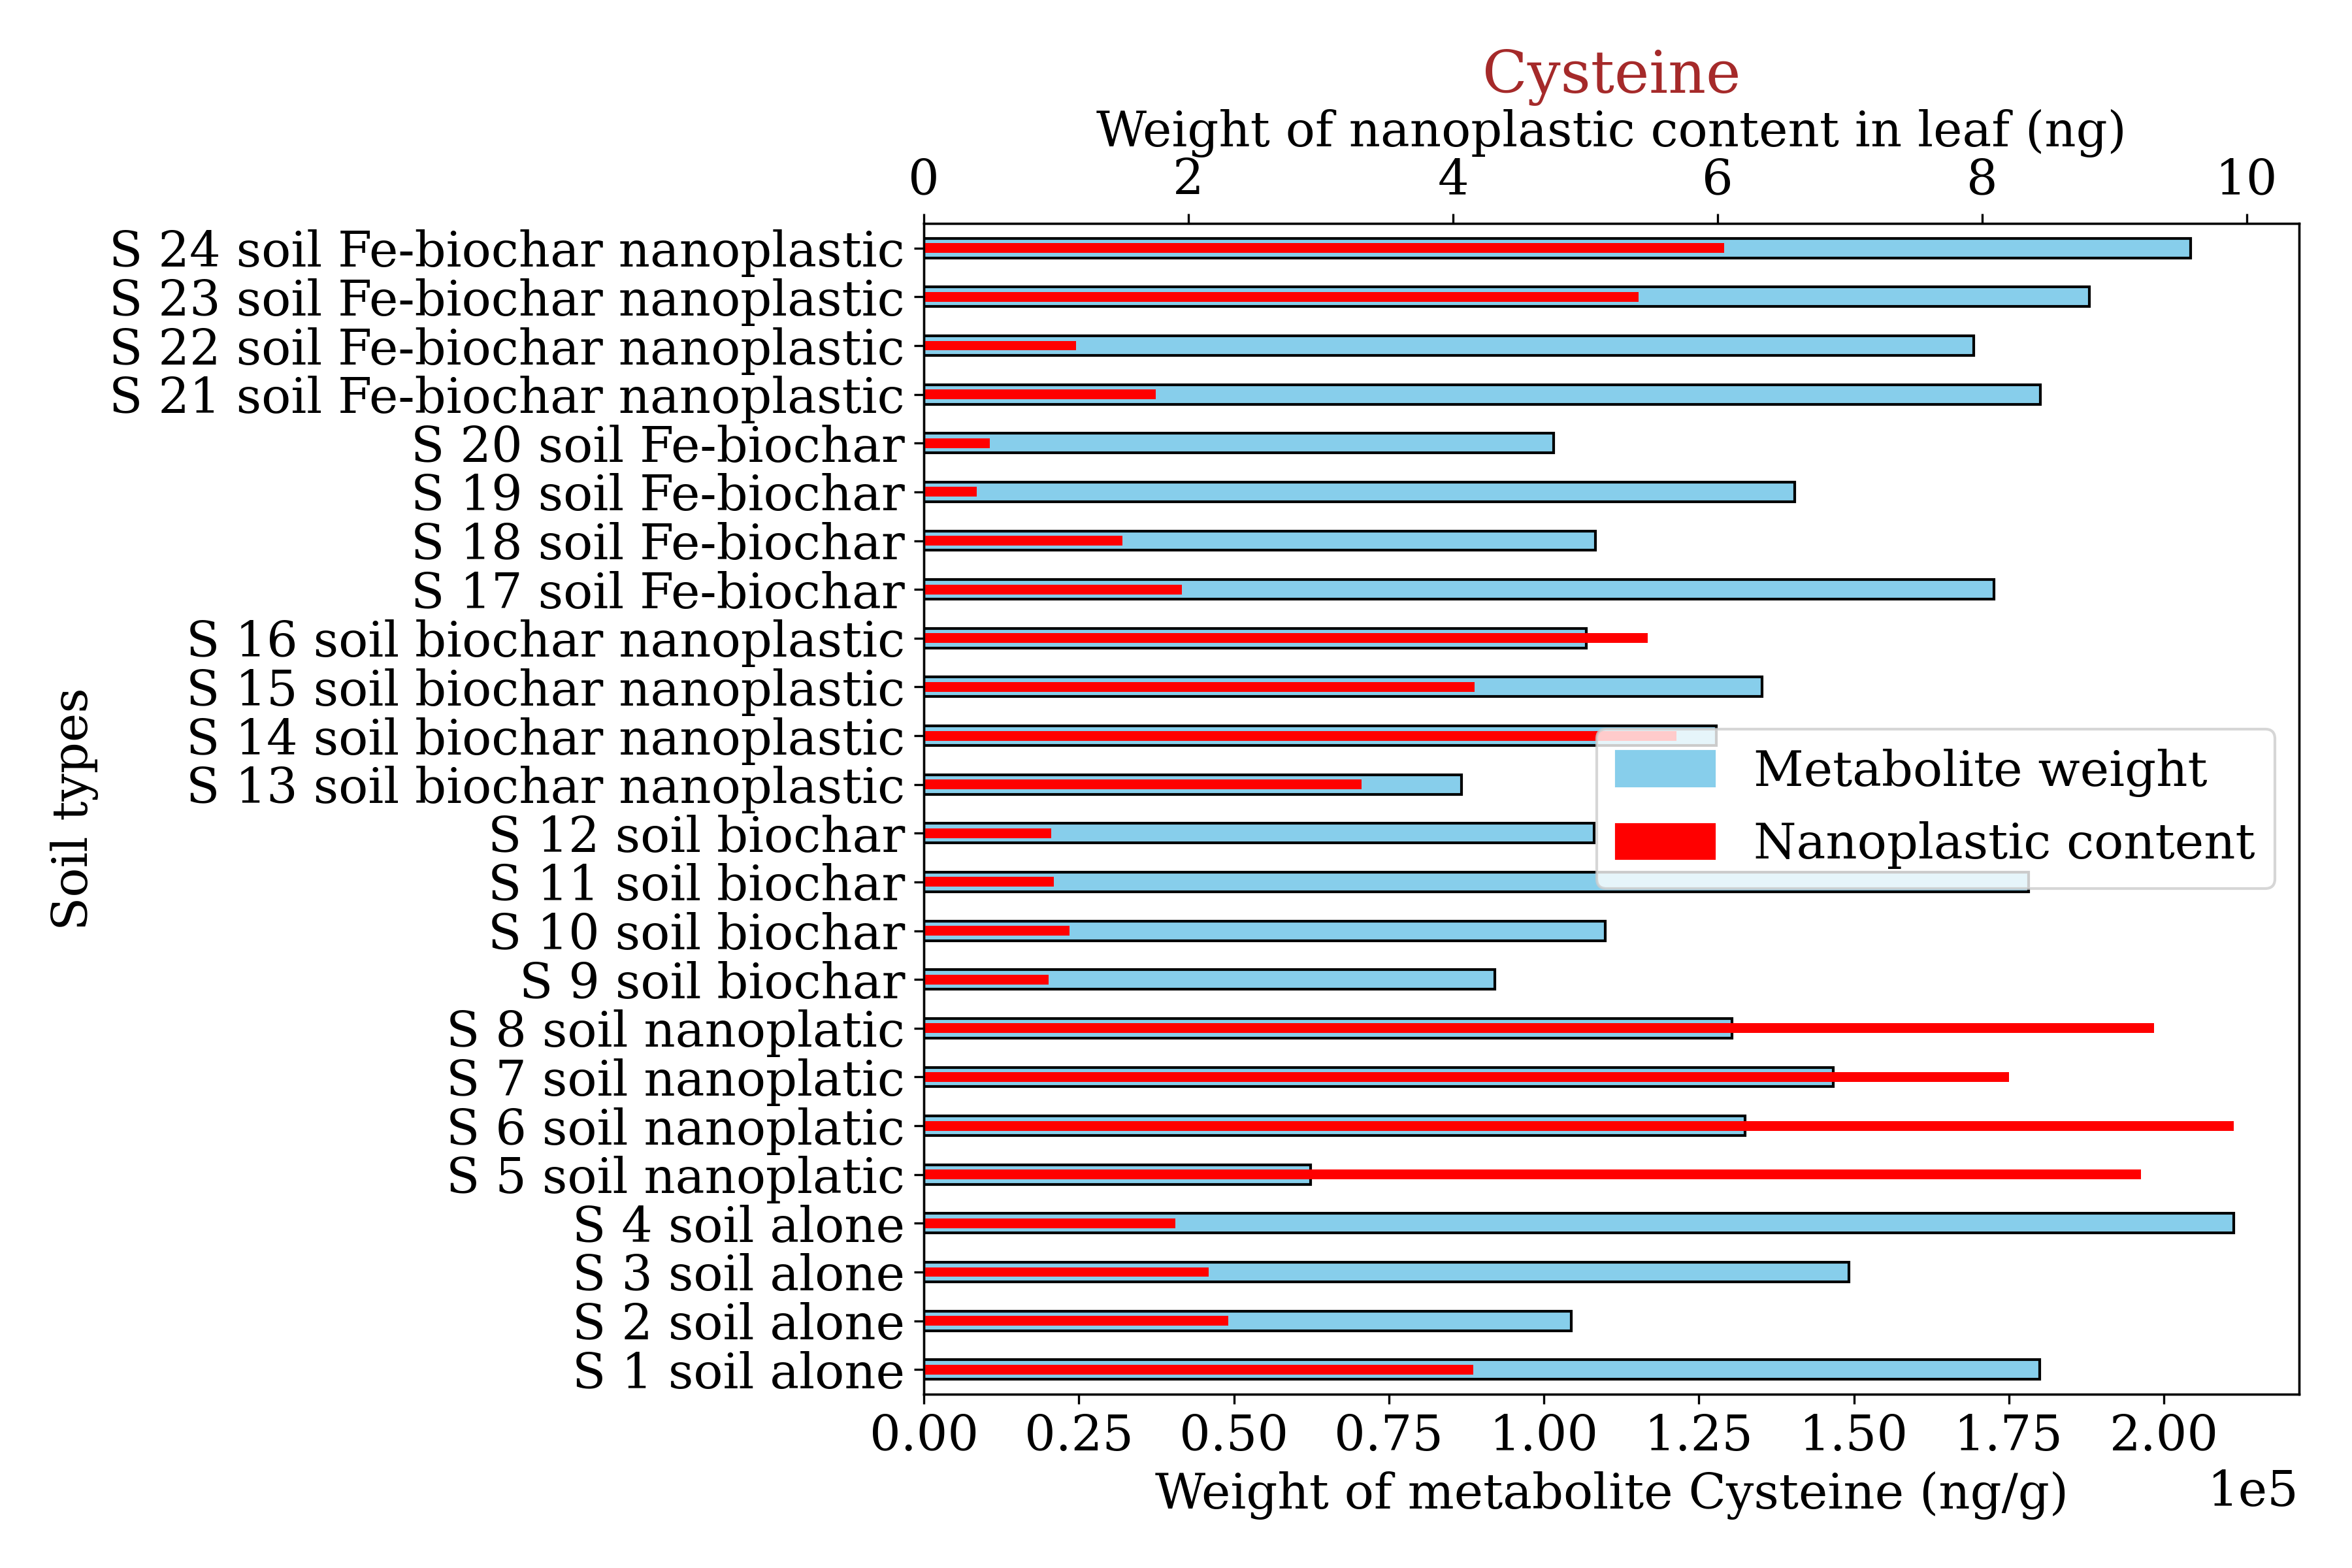 Cysteine
Weight of nanoplastic content in leaf (ng)
0 2 4 6 8 10
S 24 soil Fe-biochar nanoplastic
S 23 soil Fe-biochar nanoplastic
S 22 soil Fe-biochar nanoplastic
S 21 soil Fe-biochar nanoplastic
S 20 soil Fe-biochar
S 19 soil Fe-biochar
S 18 soil Fe-biochar
S 17 soil Fe-biochar
S 16 soil biochar nanoplastic
S 15 soil biochar nanoplastic
S 14 soil biochar nanoplastic
S 13 soil biochar nanoplastic
S 12 soil biochar
S 11 soil biochar
S 10 soil biochar
S 9 soil biochar
S 8 soil nanoplatic
S 7 soil nanoplatic
S 6 soil nanoplatic
S 5 soil nanoplatic
S 4 soil alone
S 3 soil alone
S 2 soil alone
S 1 soil alone
Soil types
Metabolite weight
Nanoplastic content
0.00 0.25 0.50 0.75 1.00 1.25 1.50 1.75 2.00
Weight of metabolite Cysteine (ng/g)
1e5